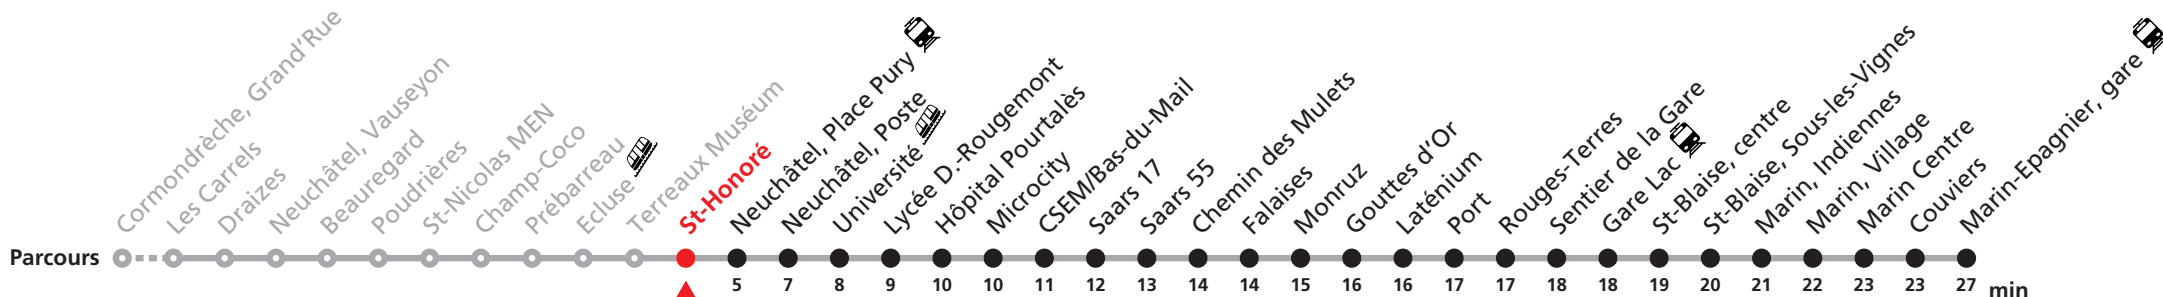 Parcours
Cormondrèche, Grand'Rue
Les Carrels
Draizes
Neuchâtel, Vauseyon
Beauregard
Poudrières
St-Nicolas MEN
Champ-Coco
Prébarreau
Ecluse
Terreaux Muséum
St-Honoré
Neuchâtel, Place Pury
Neuchâtel, Poste
Université
Lycée D.-Rougemont
Hôpital Pourtalès
Microcity
CSEM/Bas-du-Mail
Saars 17
Saars 55
Chemin des Mulets
Falaises
Monruz
Gouttes d'Or
Laténium
Port
Rouges-Terres
Sentier de la Gare
Gare Lac
St-Blaise, centre
St-Blaise, Sous-les-Vignes
Marin, Indiennes
Marin, Village
Marin Centre
Couviers
Marin-Epagnier, gare
5 7 8 9 10 10 11 12 13 14 14 15 16 16 17 17 18 18 19 20 21 22 23 23 27 min